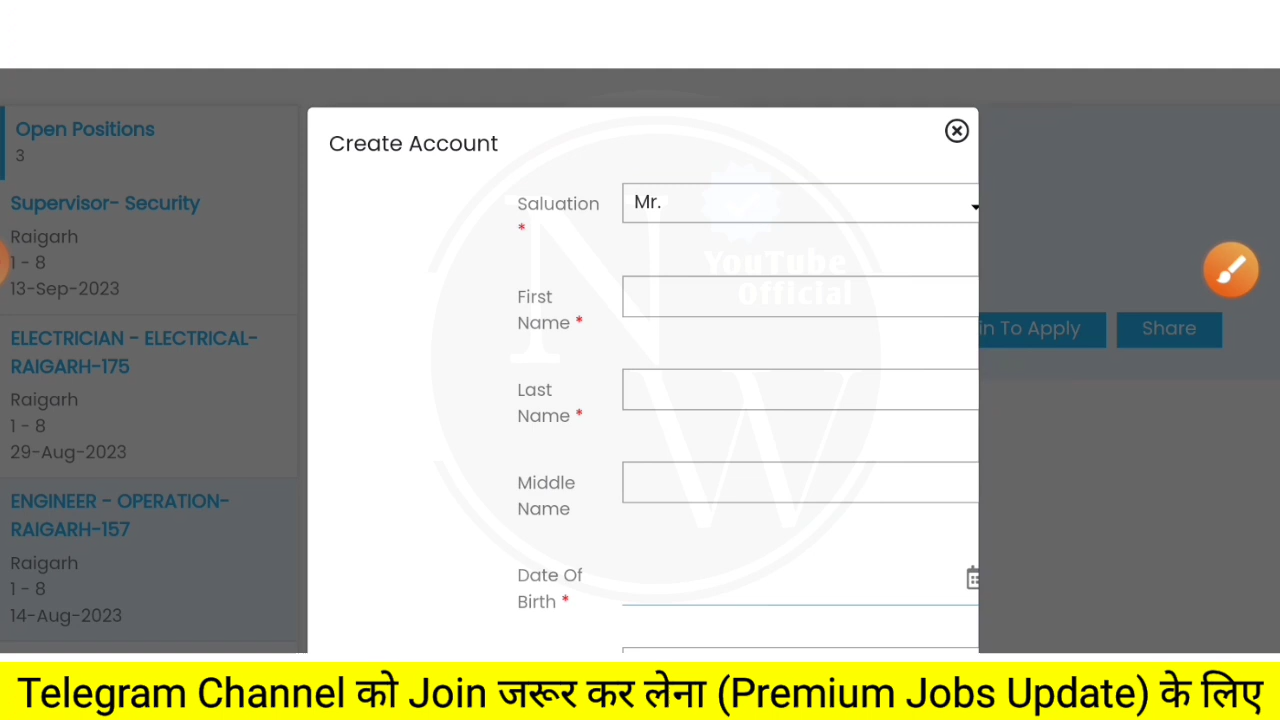 Open Positions
3
Supervisor- Security
Raigarh
1 - 8
13-Sep-2023
ELECTRICIAN - ELECTRICAL-
RAIGARH-175
Raigarh
1 - 8
29-Aug-2023
ENGINEER - OPERATION-
RAIGARH-157
Raigarh
1 - 8
14-Aug-2023
Create Account
Saluation
*
Mr.
First
Name *
Last
Name *
Middle
Name
Date Of
Birth *
NW
YouTube
Official
in To Apply
Share
Telegram Channel को Join जरूर कर लेना (Premium Jobs Update) के लिए